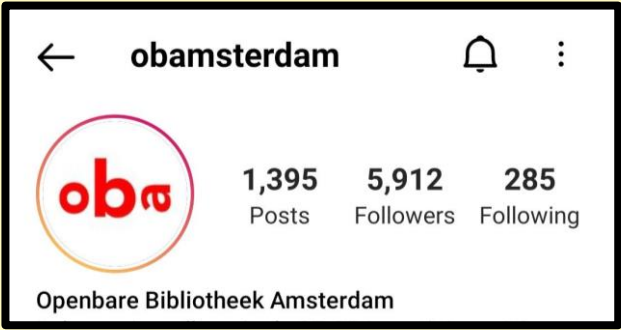 obamsterdam
oba
1,395 5,912 285
Posts Followers Following
Openbare Bibliotheek Amsterdam